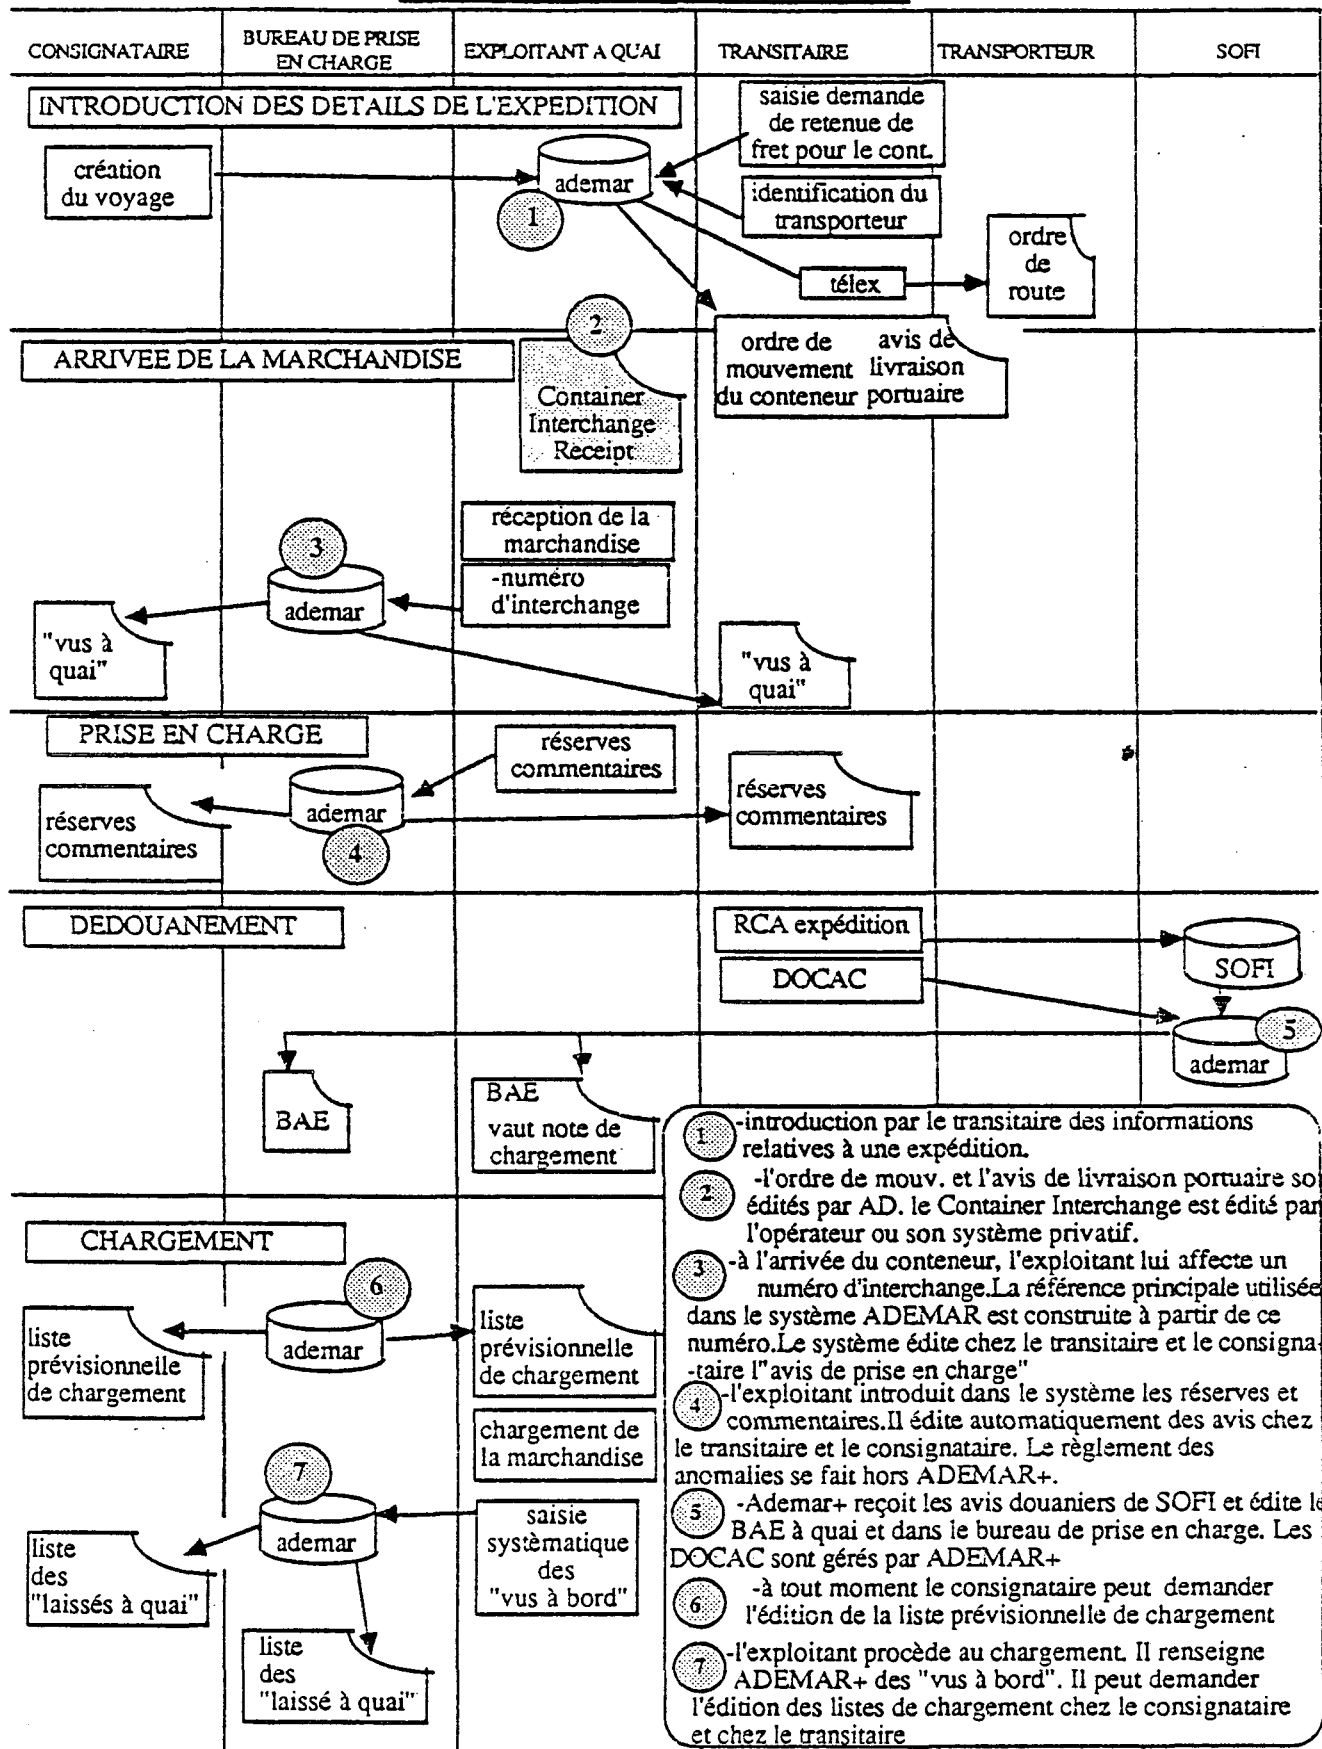 CONSIGNATAIRE
BUREAU DE PRISE
EN CHARGE
EXPLOITANT A QUAI
TRANSITAIRE
TRANSPORTEUR
SOFI
INTRODUCTION DES DETAILS DE L'EXPEDITION
création
du voyage
ademar
1
saisie demande
de retenue de
fret pour le cont.
identification du
transporteur
télex
ordre
de
route
2
ARRIVEE DE LA MARCHANDISE
Container
Interchange
Receipt
ordre de
mouvement
du conteneur
avis de
livraison
portuaire
réception de la
marchandise
-numéro
d'interchange
3
ademar
"vus à
quai"
"vus à
quai"
PRISE EN CHARGE
réserves
commentaires
ademar
4
réserves
commentaires
réserves
commentaires
DEDOUANEMENT
RCA expédition
DOCAC
SOFI
5
ademar
BAE
BAE
vaut note de
chargement
CHARGEMENT
6
ademar
liste
prévisionnelle
de chargement
liste
prévisionnelle
de chargement
chargement de
la marchandise
7
ademar
saisie
systèmatique
des
"vus à bord"
liste
des
"laissés à quai"
liste
des
"laissé à quai"
1 -introduction par le transitaire des informations
relatives à une expédition.
2 -l'ordre de mouv. et l'avis de livraison portuaire so
édités par AD. le Container Interchange est édité par
l'opérateur ou son système privatif.
3 -à l'arrivée du conteneur, l'exploitant lui affecte un
numéro d'interchange.La référence principale utilisée
dans le système ADEMAR est construite à partir de ce
numéro.Le système édite chez le transitaire et le consigna-
-taire l"avis de prise en charge"
4 -l'exploitant introduit dans le système les réserves et
commentaires.Il édite automatiquement des avis chez
le transitaire et le consignataire. Le règlement des
anomalies se fait hors ADEMAR+.
5 -Ademar+ reçoit les avis douaniers de SOFI et édite le
BAE à quai et dans le bureau de prise en charge. Les
DOCAC sont gérés par ADEMAR+
6 -à tout moment le consignataire peut demander
l'édition de la liste prévisionnelle de chargement
7 -l'exploitant procède au chargement. Il renseigne
ADEMAR+ des "vus à bord". Il peut demander
l'édition des listes de chargement chez le consignataire
et chez le transitaire